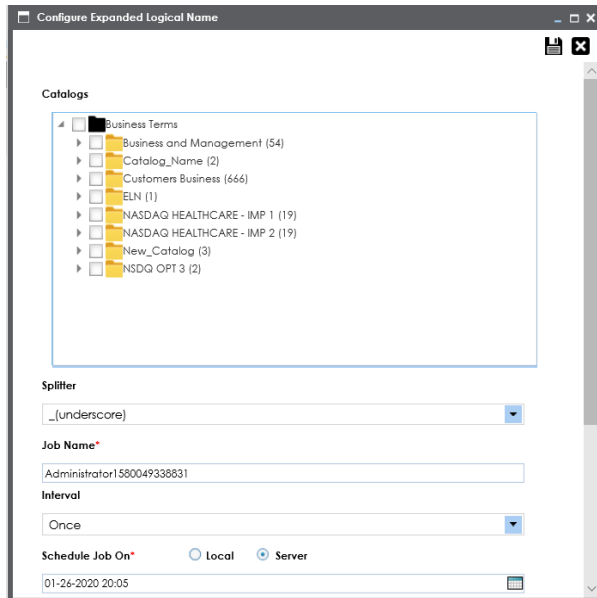 Configure Expanded Logical Name
Catalogs
Business Terms
Business and Management (54)
Catalog_Name (2)
Customers Business (666)
ELN (1)
NASDAQ HEALTHCARE - IMP 1 (19)
NASDAQ HEALTHCARE - IMP 2 (19)
New_Catalog (3)
NSDQ OPT 3 (2)
Splitter
_(underscore)
Job Name*
Administrator1580049338831
Interval
Once
Schedule Job On* Local Server
01-26-2020 20:05